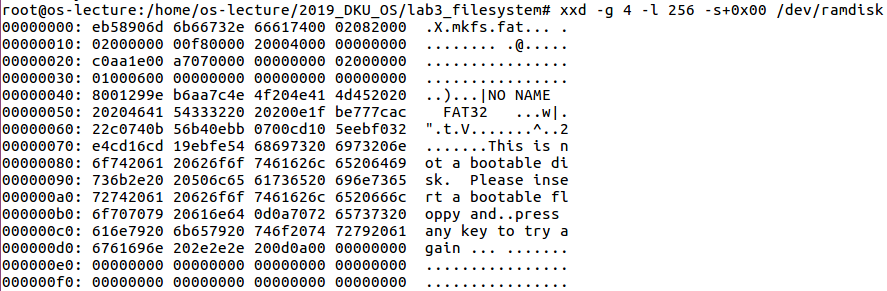 root@os-lecture:/home/os-lecture/2019_DKU_OS/lab3_filesystem# xxd -g 4 -l 256 -s+0x00 /dev/ramdisk
00000000: eb58906d 6b66732e 66617400 02082000  .X.mkfs.fat... .
00000010: 02000000 00f80000 20004000 00000000  ........ .@.....
00000020: c0aa1e00 a7070000 00000000 02000000  ................
00000030: 01000600 00000000 00000000 00000000  ................
00000040: 8001299e b6aa7c4e 4f204e41 4d452020  ..)...|NO NAME  
00000050: 20204641 54333220 20200e1f be777cac    FAT32   ...w|.
00000060: 22c0740b 56b40ebb 0700cd10 5eebf032  ".t.V.......^..2
00000070: e4cd16cd 19ebfe54 68697320 6973206e  .......This is n
00000080: 6f742061 20626f6f 7461626c 65206469  ot a bootable di
00000090: 736b2e20 20506c65 61736520 696e7365  sk.  Please inse
000000a0: 72742061 20626f6f 7461626c 6520666c  rt a bootable fl
000000b0: 6f707079 20616e64 0d0a7072 65737320  oppy and..press 
000000c0: 616e7920 6b657920 746f2074 72792061  any key to try a
000000d0: 6761696e 202e2e2e 200d0a00 00000000  gain ... .......
000000e0: 00000000 00000000 00000000 00000000  ................
000000f0: 00000000 00000000 00000000 00000000  ................